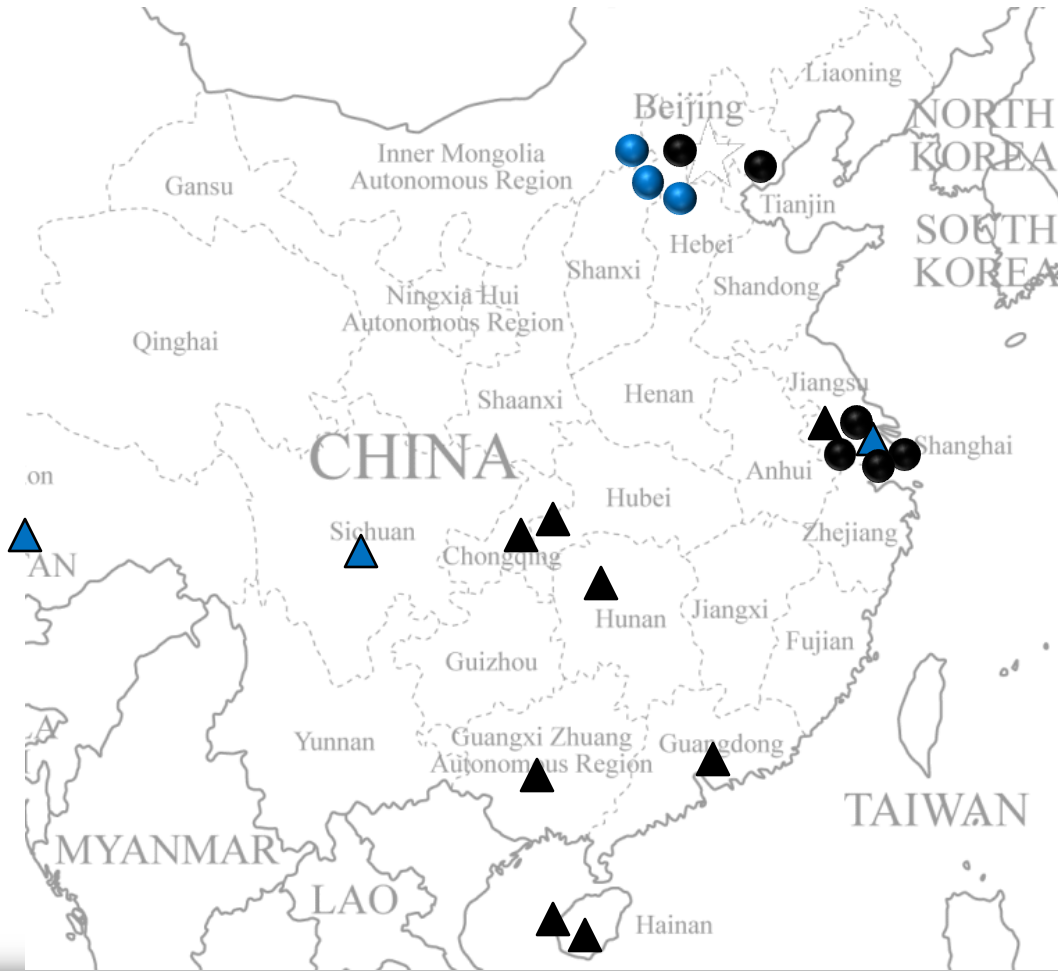 Liaoning
Beijing
NORTH
KOREA
Inner Mongolia
Autonomous Region
Gansu
Tianjin
SOUTH
KOREA
Hebei
Shanxi
Shandong
Ningxia Hui
Autonomous Region
Qinghai
Jiangsu
Henan
Shaanxi
CHINA
Shanghai
Anhui
on
Hubei
Sichuan
Zhejiang
Chongqing
AN
Jiangxi
Hunan
Fujian
Guizhou
A
Yunnan
Guangxi Zhuang
Autonomous Region
Guangdong
TAIWAN
MYANMAR
LAO
Hainan